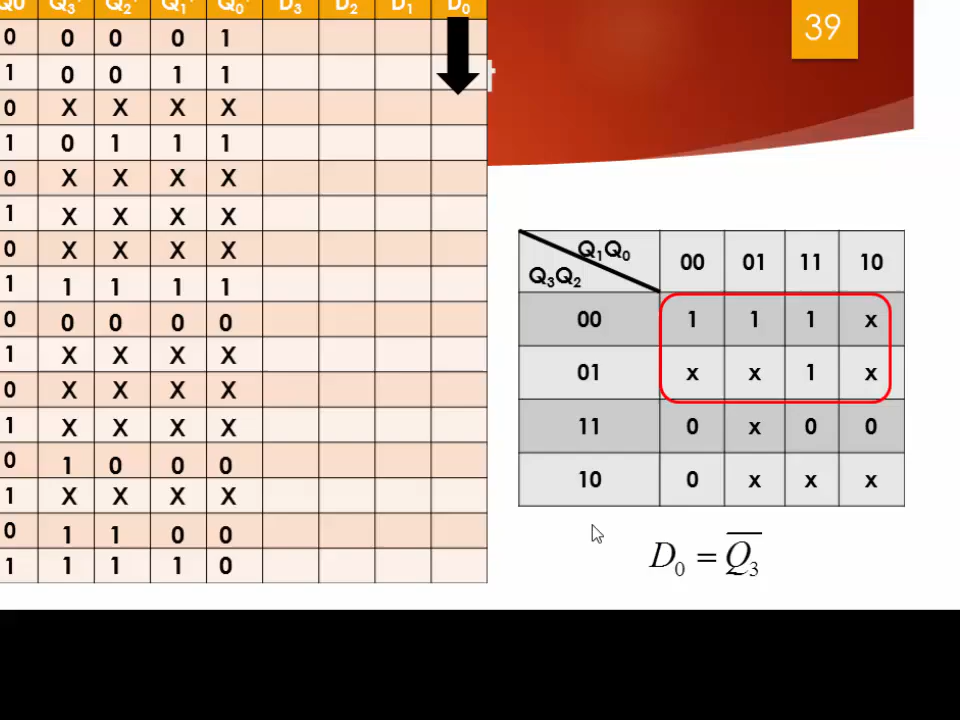 Q0 Q3+ Q2+ Q1+ Q0+ D3 D2 D1 D0
0 0 0 0 1
1 0 0 1 1
0 X X X X
1 0 1 1 1
0 X X X X
1 X X X X
0 X X X X
1 1 1 1 1
0 0 0 0 0
1 X X X X
0 X X X X
1 X X X X
0 1 0 0 0
1 X X X X
0 1 1 0 0
1 1 1 1 0
39
t
Q1Q0
Q3Q2
00 01 11 10
00 1 1 1 x
01 x x 1 x
11 0 x 0 0
10 0 x x x
D₀ = Q̅₃